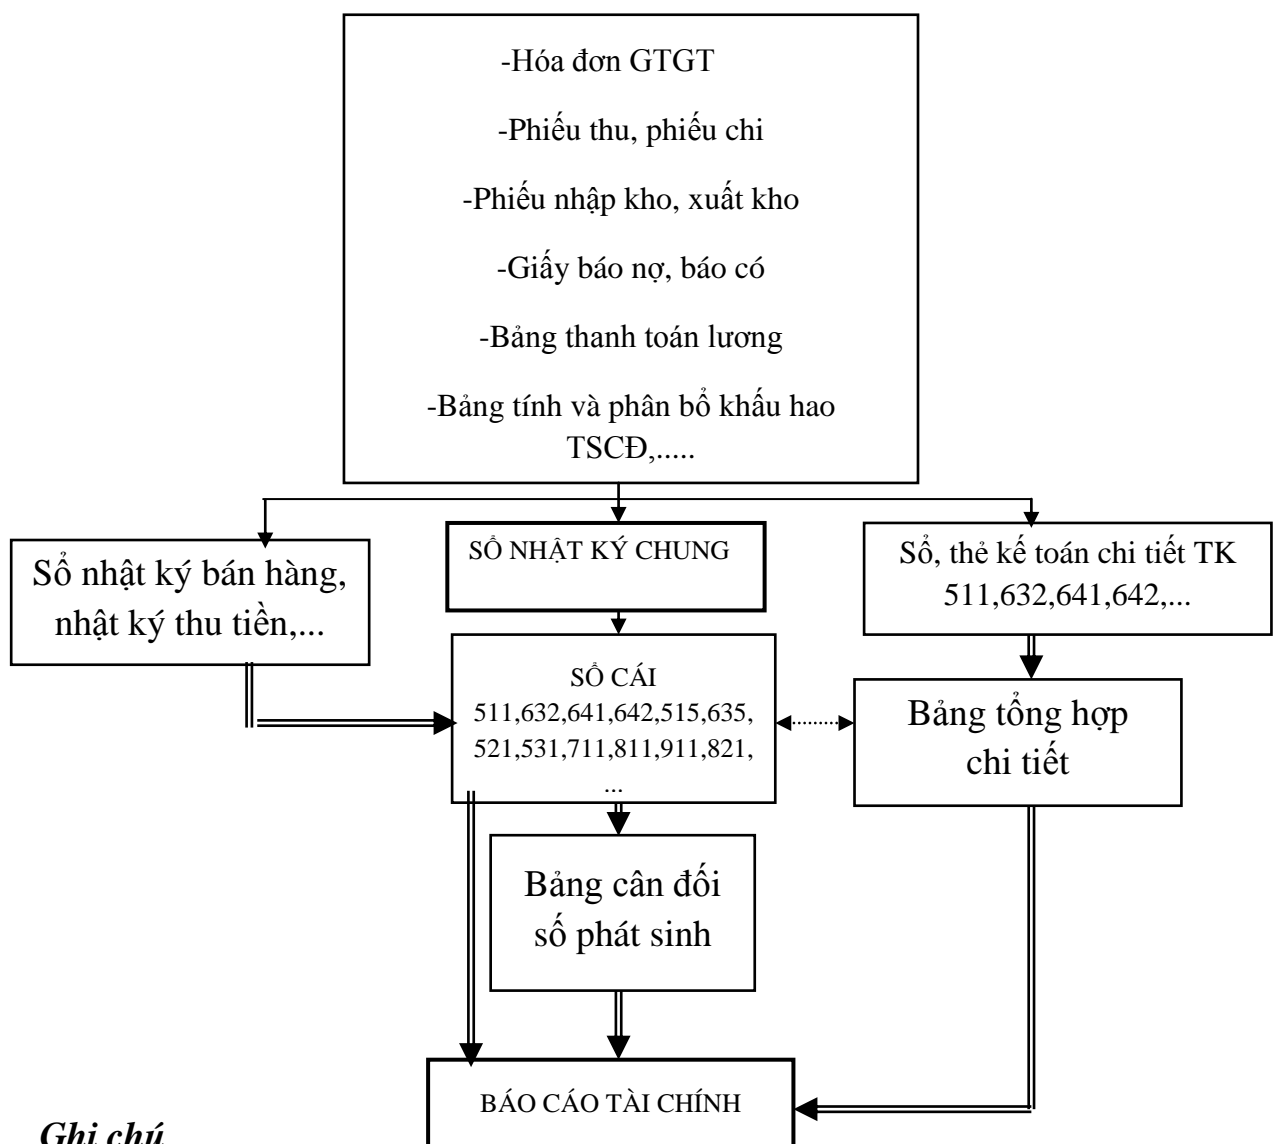 -Hóa đơn GTGT
-Phiếu thu, phiếu chi
-Phiếu nhập kho, xuất kho
-Giấy báo nợ, báo có
-Bảng thanh toán lương
-Bảng tính và phân bổ khấu hao
TSCĐ,.....
Sổ nhật ký bán hàng,
nhật ký thu tiền,...
SỔ NHẬT KÝ CHUNG
Sổ, thẻ kế toán chi tiết TK
511,632,641,642,...
SỔ CÁI
511,632,641,642,515,635,
521,531,711,811,911,821,
...
Bảng tổng hợp
chi tiết
Bảng cân đối
số phát sinh
BÁO CÁO TÀI CHÍNH
Ghi chú